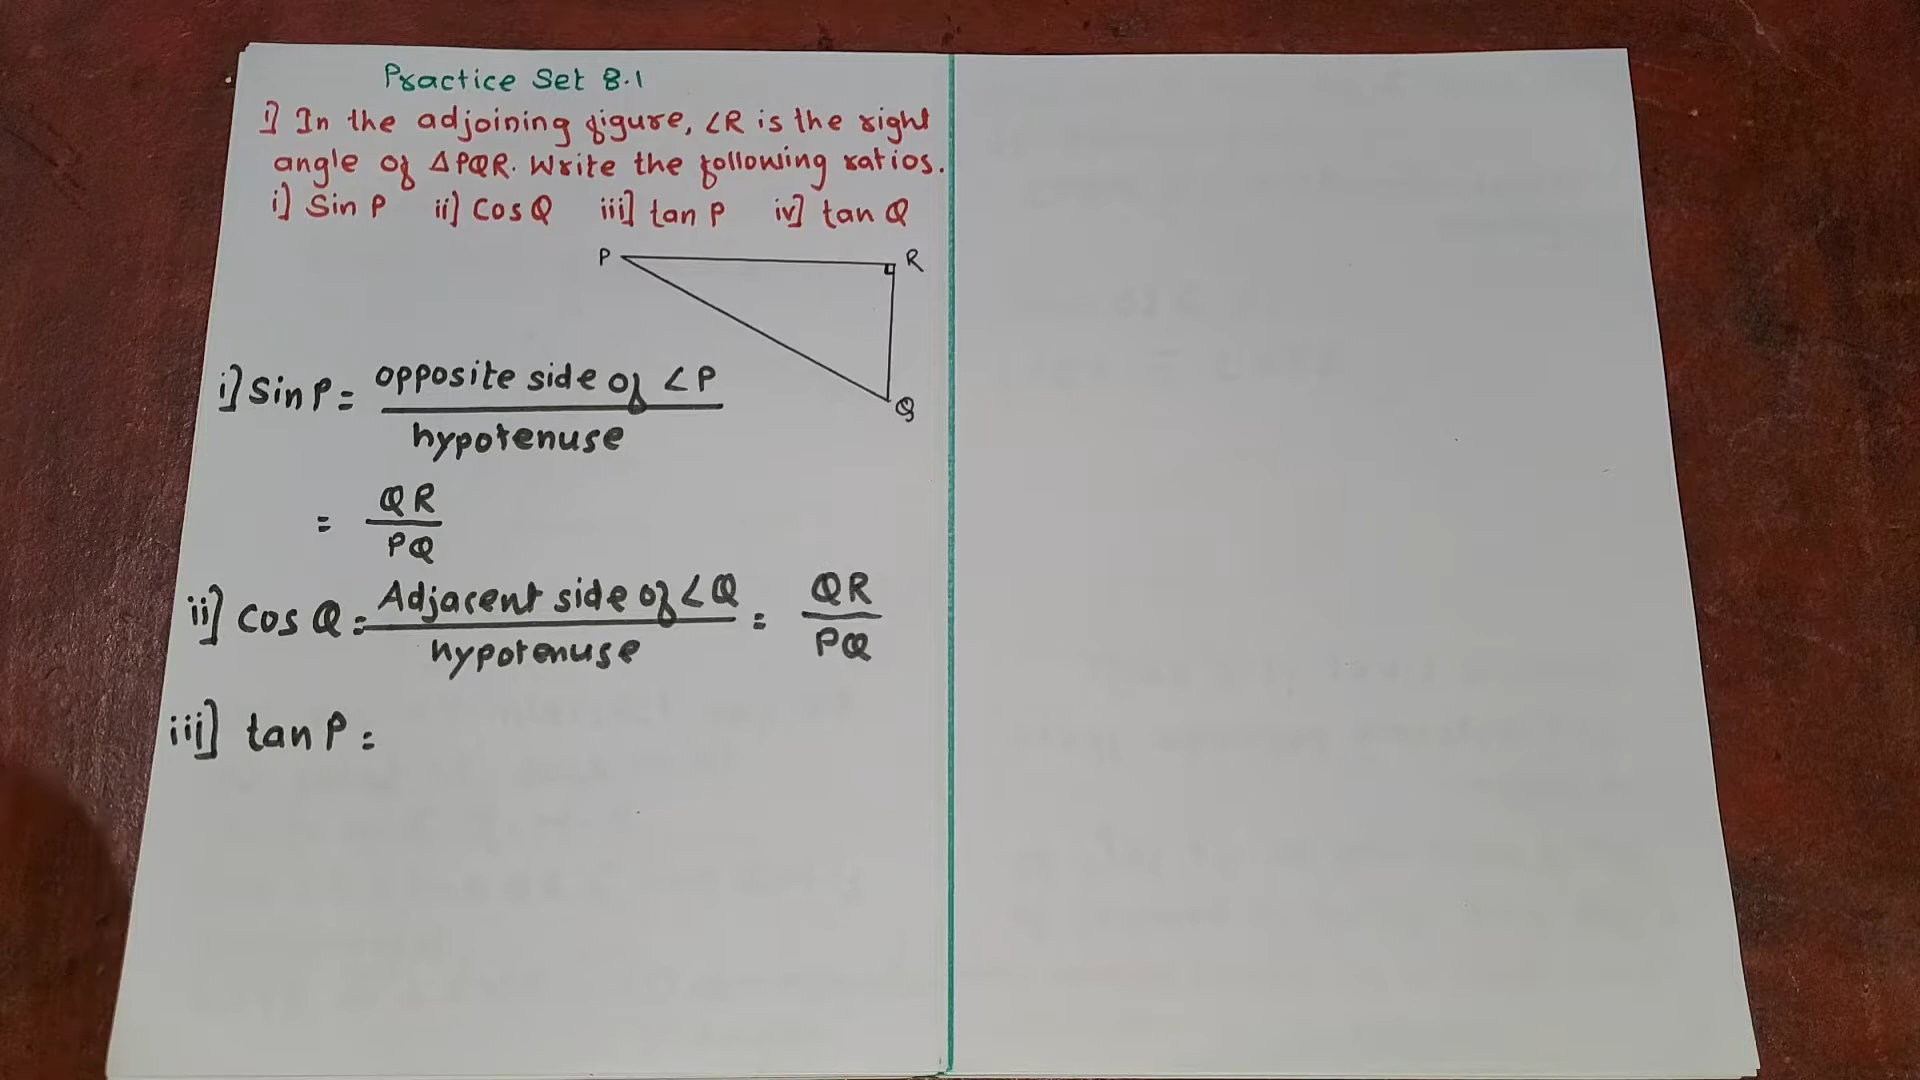 Practice Set 8.1
1] In the adjoining figure, ∠R is the right
angle of △PQR. Write the following ratios.
i] Sin P ii] Cos Q iii] tan P iv] tan Q
P R
Q
i] Sin P = opposite side of ∠P
hypotenuse
= QR
PQ
ii] cos Q = Adjacent side of ∠Q = QR
hypotenuse PQ
iii] tan P =